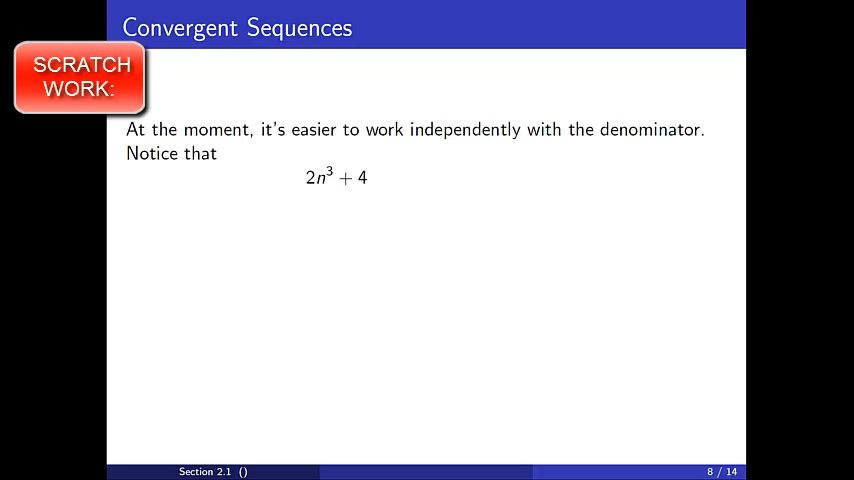 Convergent Sequences
SCRATCH
WORK:
At the moment, it's easier to work independently with the denominator.
Notice that
2n³ + 4
Section 2.1 ()
8 / 14